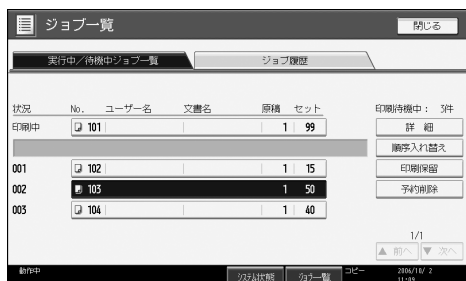 ジョブ一覧
閉じる
実行中／待機中ジョブ一覧
ジョブ履歴
状況 No. ユーザー名 文書名 原稿 セット 印刷待機中： 3件
印刷中 101 1 99 詳 細
順序入れ替え
001 102 1 15 印刷保留
002 103 1 50 予約削除
003 104 1 40
1/1
▲ 前へ ▼ 次へ
動作中 システム状態 ジョブ一覧 コピー 2006/10/ 2
11:09